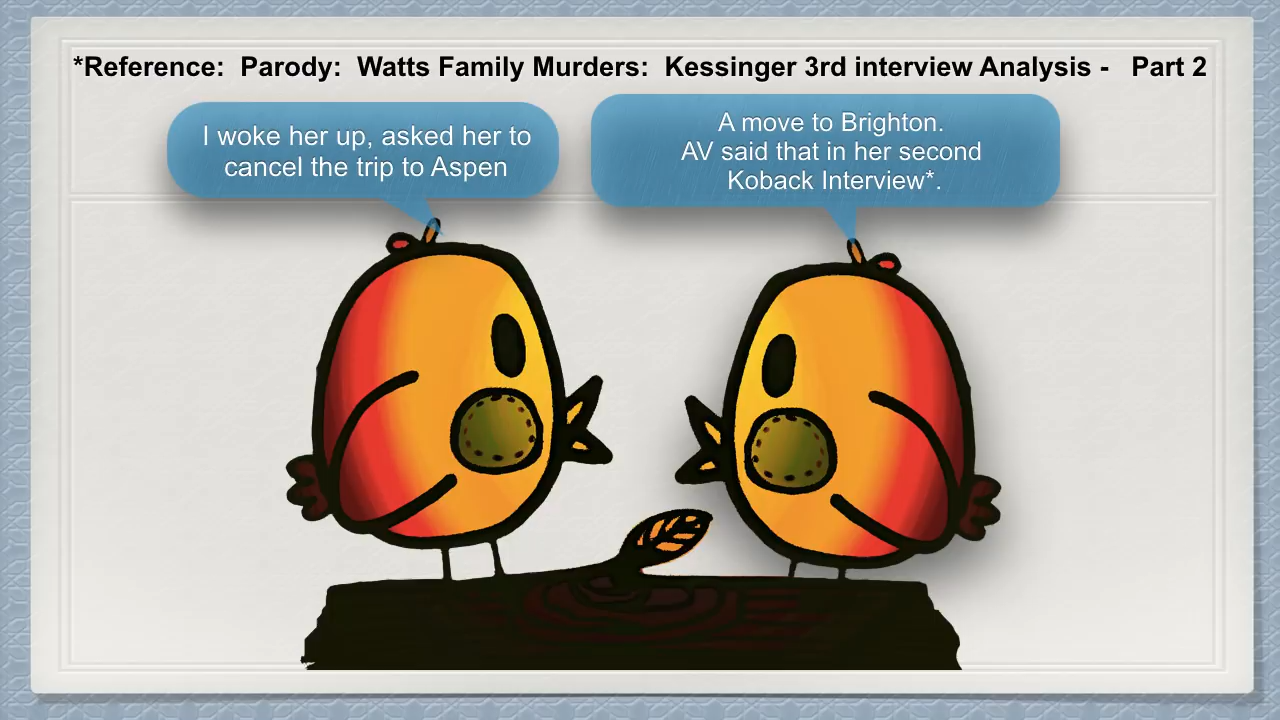 *Reference:  Parody:  Watts Family Murders:  Kessinger 3rd interview Analysis -   Part 2
I woke her up, asked her to
cancel the trip to Aspen
A move to Brighton.
AV said that in her second
Koback Interview*.